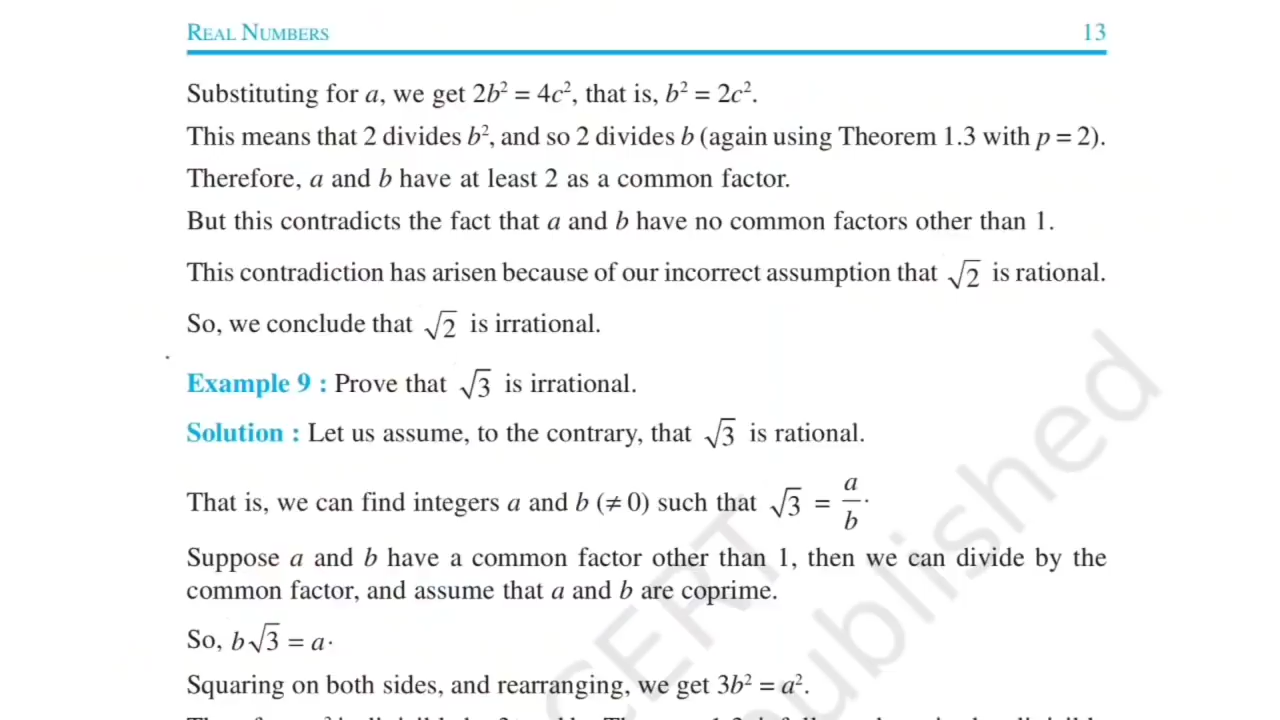 REAL NUMBERS 13
Substituting for a, we get 2b² = 4c², that is, b² = 2c².
This means that 2 divides b², and so 2 divides b (again using Theorem 1.3 with p = 2).
Therefore, a and b have at least 2 as a common factor.
But this contradicts the fact that a and b have no common factors other than 1.
This contradiction has arisen because of our incorrect assumption that √2 is rational.
So, we conclude that √2 is irrational.
Example 9 : Prove that √3 is irrational.
Solution : Let us assume, to the contrary, that √3 is rational.
That is, we can find integers a and b (≠ 0) such that √3 = a/b.
Suppose a and b have a common factor other than 1, then we can divide by the
common factor, and assume that a and b are coprime.
So, b√3 = a·
Squaring on both sides, and rearranging, we get 3b² = a².